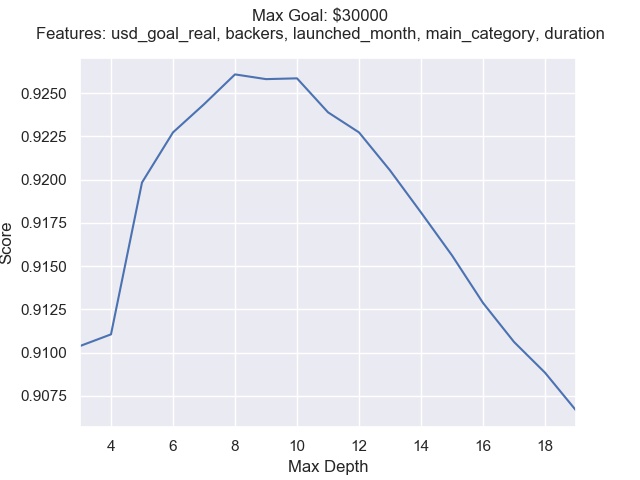 Max Goal: $30000
Features: usd_goal_real, backers, launched_month, main_category, duration
0.9250
0.9225
0.9200
0.9175
0.9150
0.9125
0.9100
0.9075
Score
4 6 8 10 12 14 16 18
Max Depth